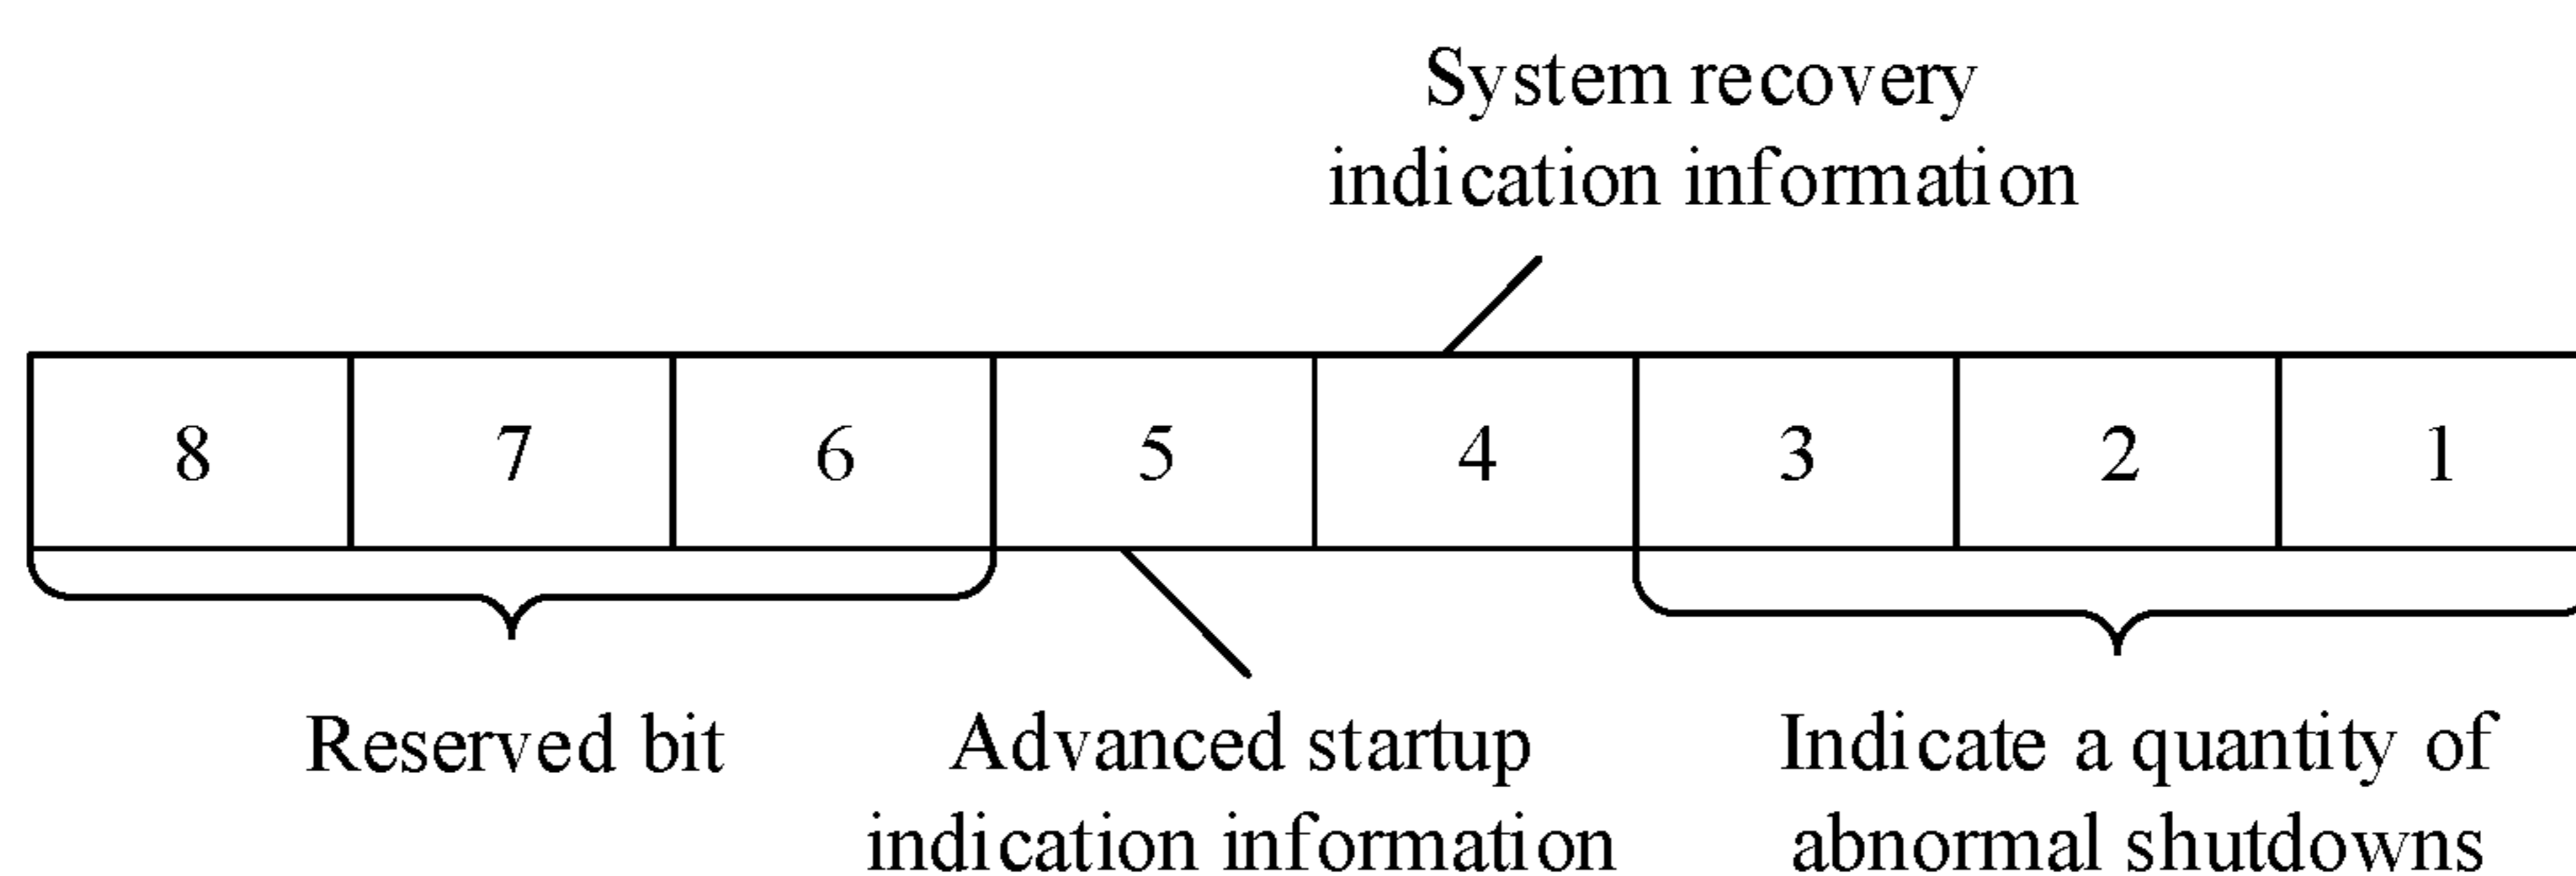 System recovery
indication information
8 7 6 5 4 3 2 1
Reserved bit
Advanced startup
indication information
Indicate a quantity of
abnormal shutdowns